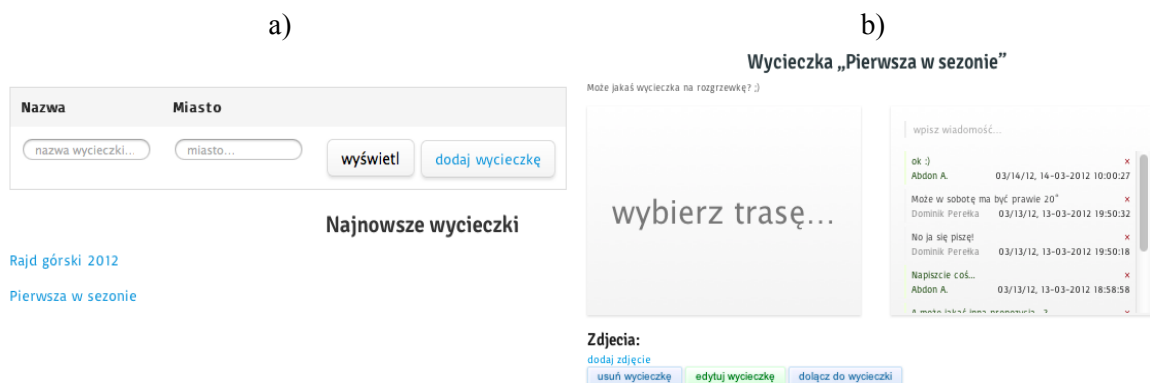 a)
Nazwa Miasto
nazwa wycieczki... miasto... wyświetl dodaj wycieczkę
Najnowsze wycieczki
Rajd górski 2012
Pierwsza w sezonie
b)
Wycieczka „Pierwsza w sezonie”
Może jakaś wycieczka na rozgrzewkę? ;)
wybierz trasę...
wpisz wiadomość...
ok :) ×
Abdon A. 03/14/12, 14-03-2012 10:00:27
Może w sobotę ma być prawie 20° ×
Dominik Perełka 03/13/12, 13-03-2012 19:50:32
No ja się piszę! ×
Dominik Perełka 03/13/12, 13-03-2012 19:50:18
Napiszcie coś... ×
Abdon A. 03/13/12, 13-03-2012 18:58:58
A może jakaś inna propozycja...? ×
Zdjecia:
dodaj zdjęcie
usuń wycieczkę edytuj wycieczkę dołącz do wycieczki